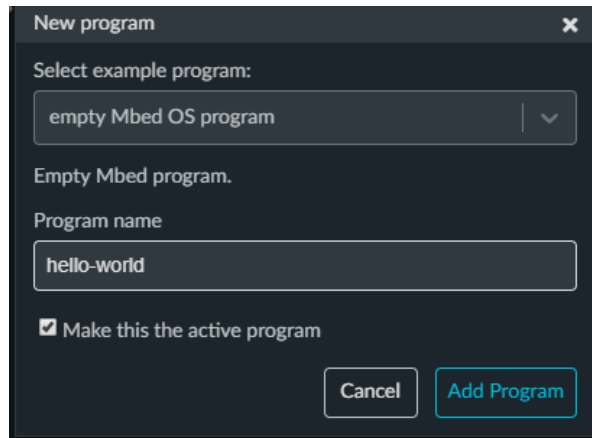 New program
Select example program:
empty Mbed OS program
Empty Mbed program.
Program name
hello-world
Make this the active program
Cancel Add Program